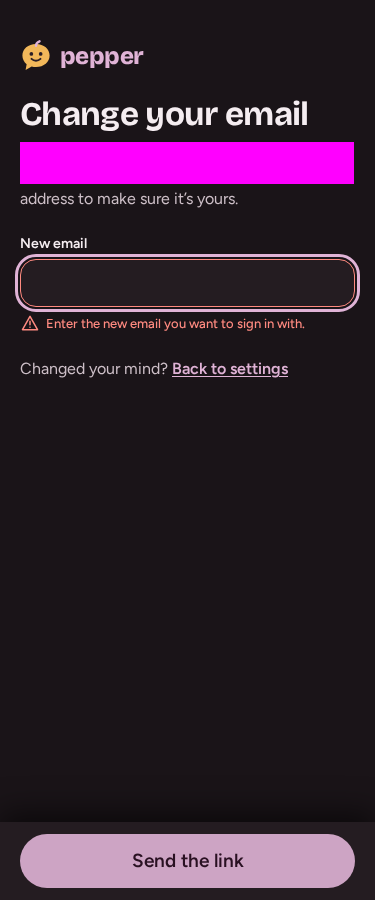 pepper
Change your email
address to make sure it’s yours.
New email
Enter the new email you want to sign in with.
Changed your mind? Back to settings
Send the link